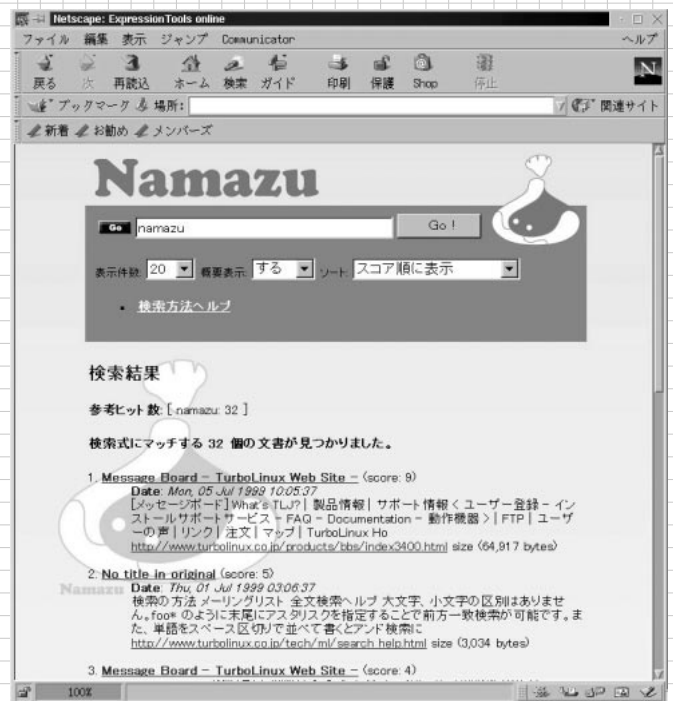 Netscape: ExpressionTools online
ファイル 編集 表示 ジャンプ Communicator ヘルプ
戻る 次 再読込 ホーム 検索 ガイド 印刷 保護 Shop 停止
N
ブックマーク 場所: 関連サイト
新着 お勧め メンバーズ
Namazu
Go namazu Go !
表示件数: 20 概要表示: する ソート: スコア順に表示
• 検索方法ヘルプ
検索結果
参考ヒット数: [ namazu: 32 ]
検索式にマッチする 32 個の文書が見つかりました。
1. Message Board - TurboLinux Web Site - (score: 9)
Date: Mon, 05 Jul 1999 10:05:37
[メッセージボード] What's TLJ? | 製品情報 | サポート情報 < ユーザー登録 - イン
ストールサポートサービス - FAQ - Documentation - 動作機器 > | FTP | ユーザ
ーの声 | リンク | 注文 | マップ | TurboLinux Ho
http://www.turbolinux.co.jp/products/bbs/index3400.html size (64,917 bytes)
2. No title in original (score: 5)
Namazu
Date: Thu, 01 Jul 1999 03:06:37
検索の方法 メーリングリスト 全文検索ヘルプ 大文字、小文字の区別はありませ
ん。foo* のように末尾にアスタリスクを指定することで前方一致検索が可能です。ま
た、単語をスペース区切りで並べて書くとアンド検索に
http://www.turbolinux.co.jp/tech/ml/search_help.html size (3,034 bytes)
3. Message Board - TurboLinux Web Site - (score: 4)
100%